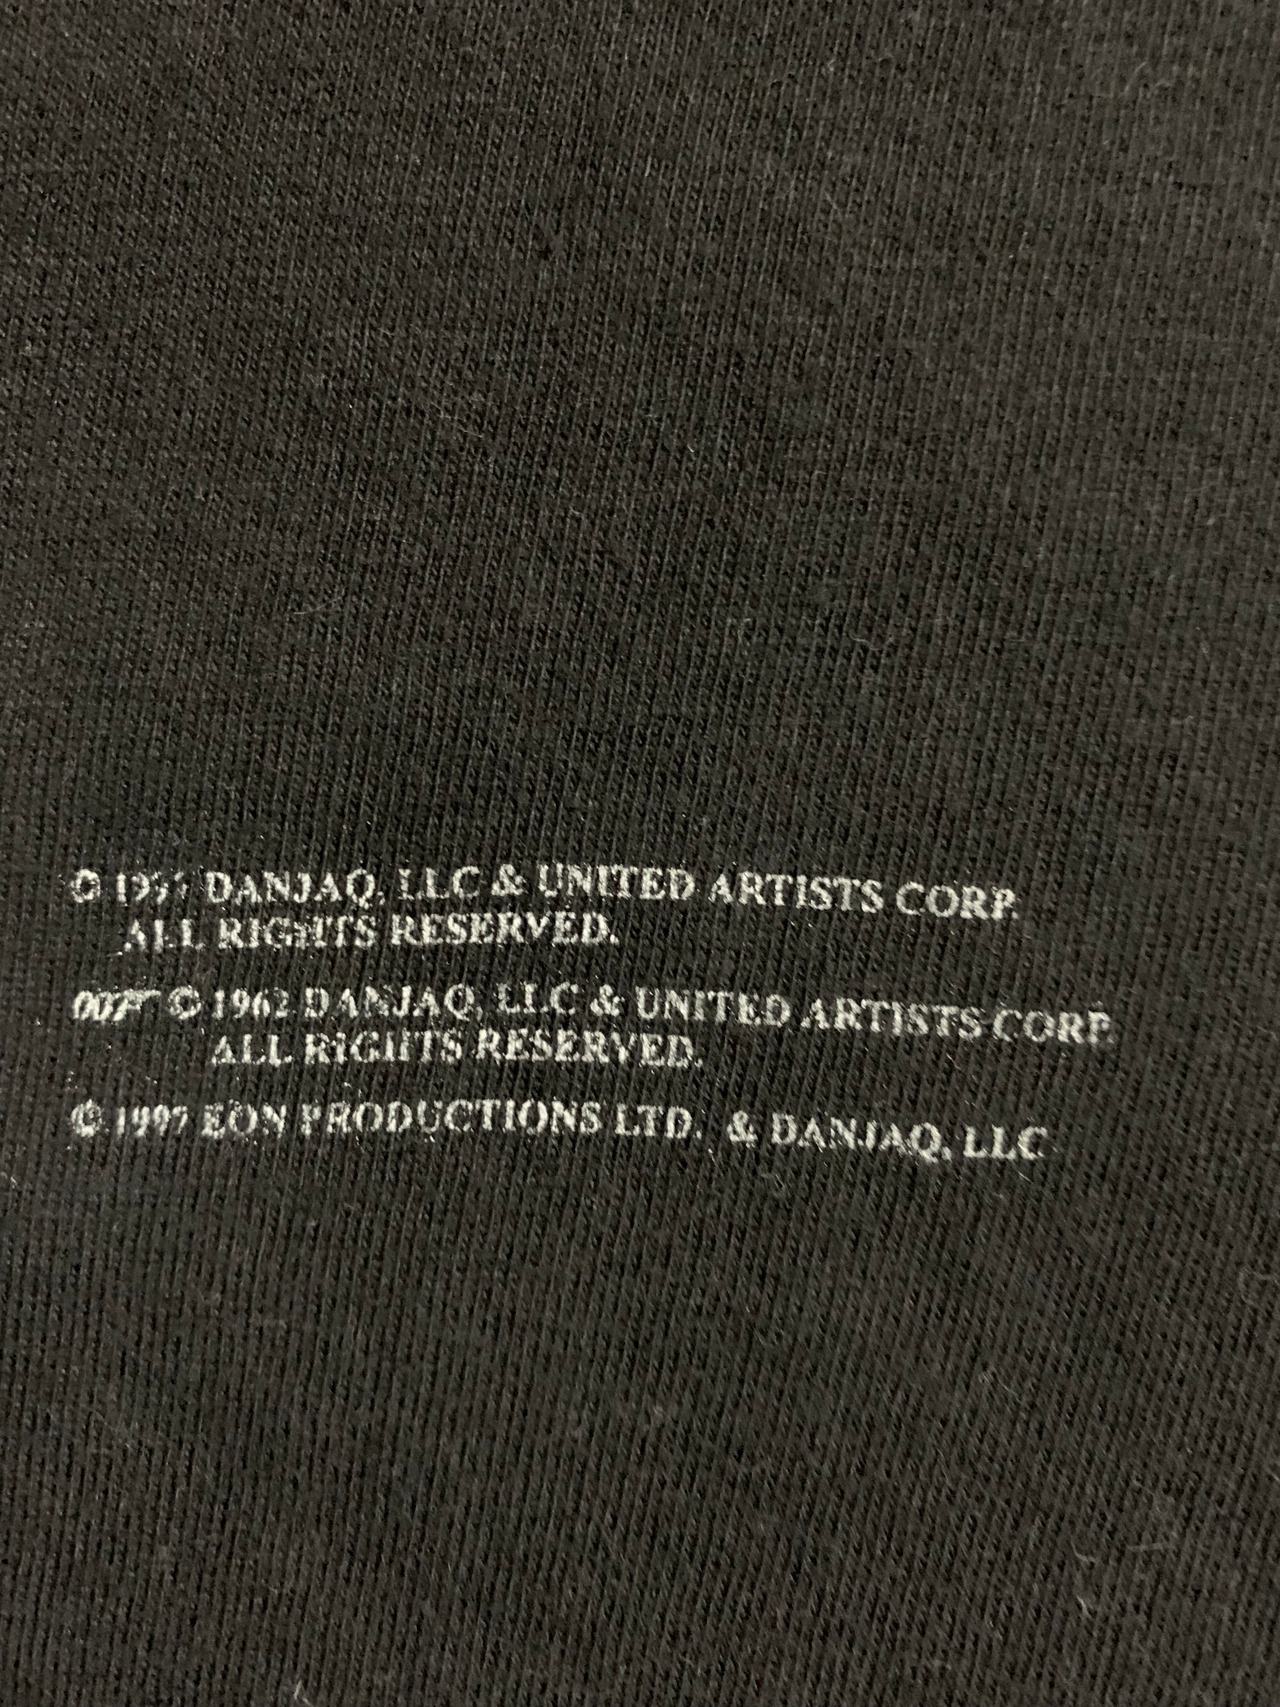 © DANJAQ, LLC & UNITED ARTISTS CORP.
ALL RIGHTS RESERVED.
007 © 1962 DANJAQ, LLC & UNITED ARTISTS CORP.
ALL RIGHTS RESERVED.
© 1997 EON PRODUCTIONS LTD. & DANJAQ, LLC